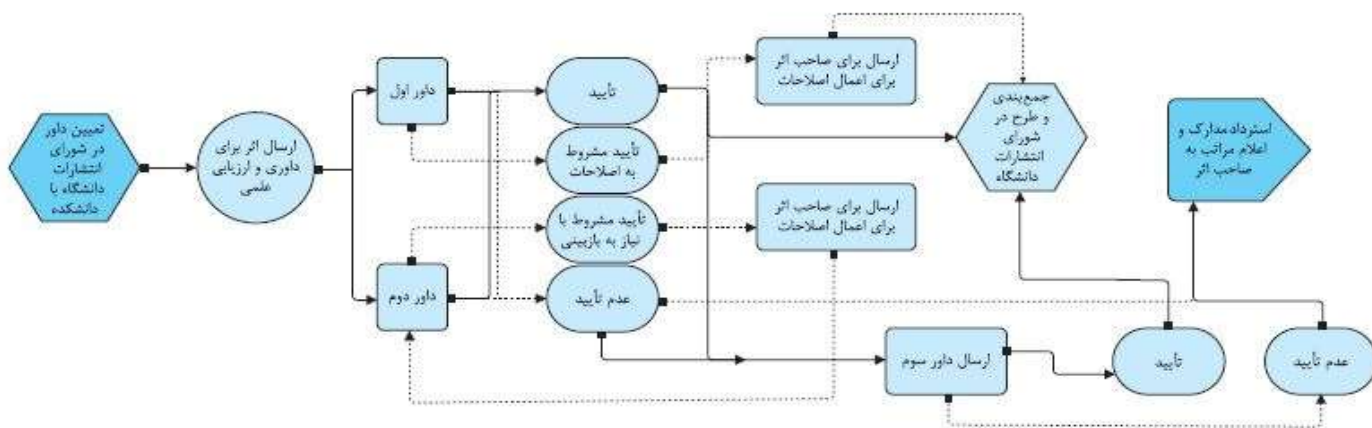 تعیین داور
در شورای
انتشارات
دانشگاه یا
دانشکده
ارسال اثر برای
داوری و ارزیابی
علمی
داور اول
داور دوم
تأیید
تأیید مشروط
به اصلاحات
تأیید مشروط با
نیاز به بازبینی
عدم تأیید
ارسال برای صاحب اثر
برای اعمال اصلاحات
ارسال برای صاحب اثر
برای اعمال اصلاحات
جمع‌بندی
و طرح در
شورای
انتشارات
دانشگاه
استرداد مدارک و
اعلام مراتب به
صاحب اثر
ارسال داور سوم
تأیید
عدم تأیید